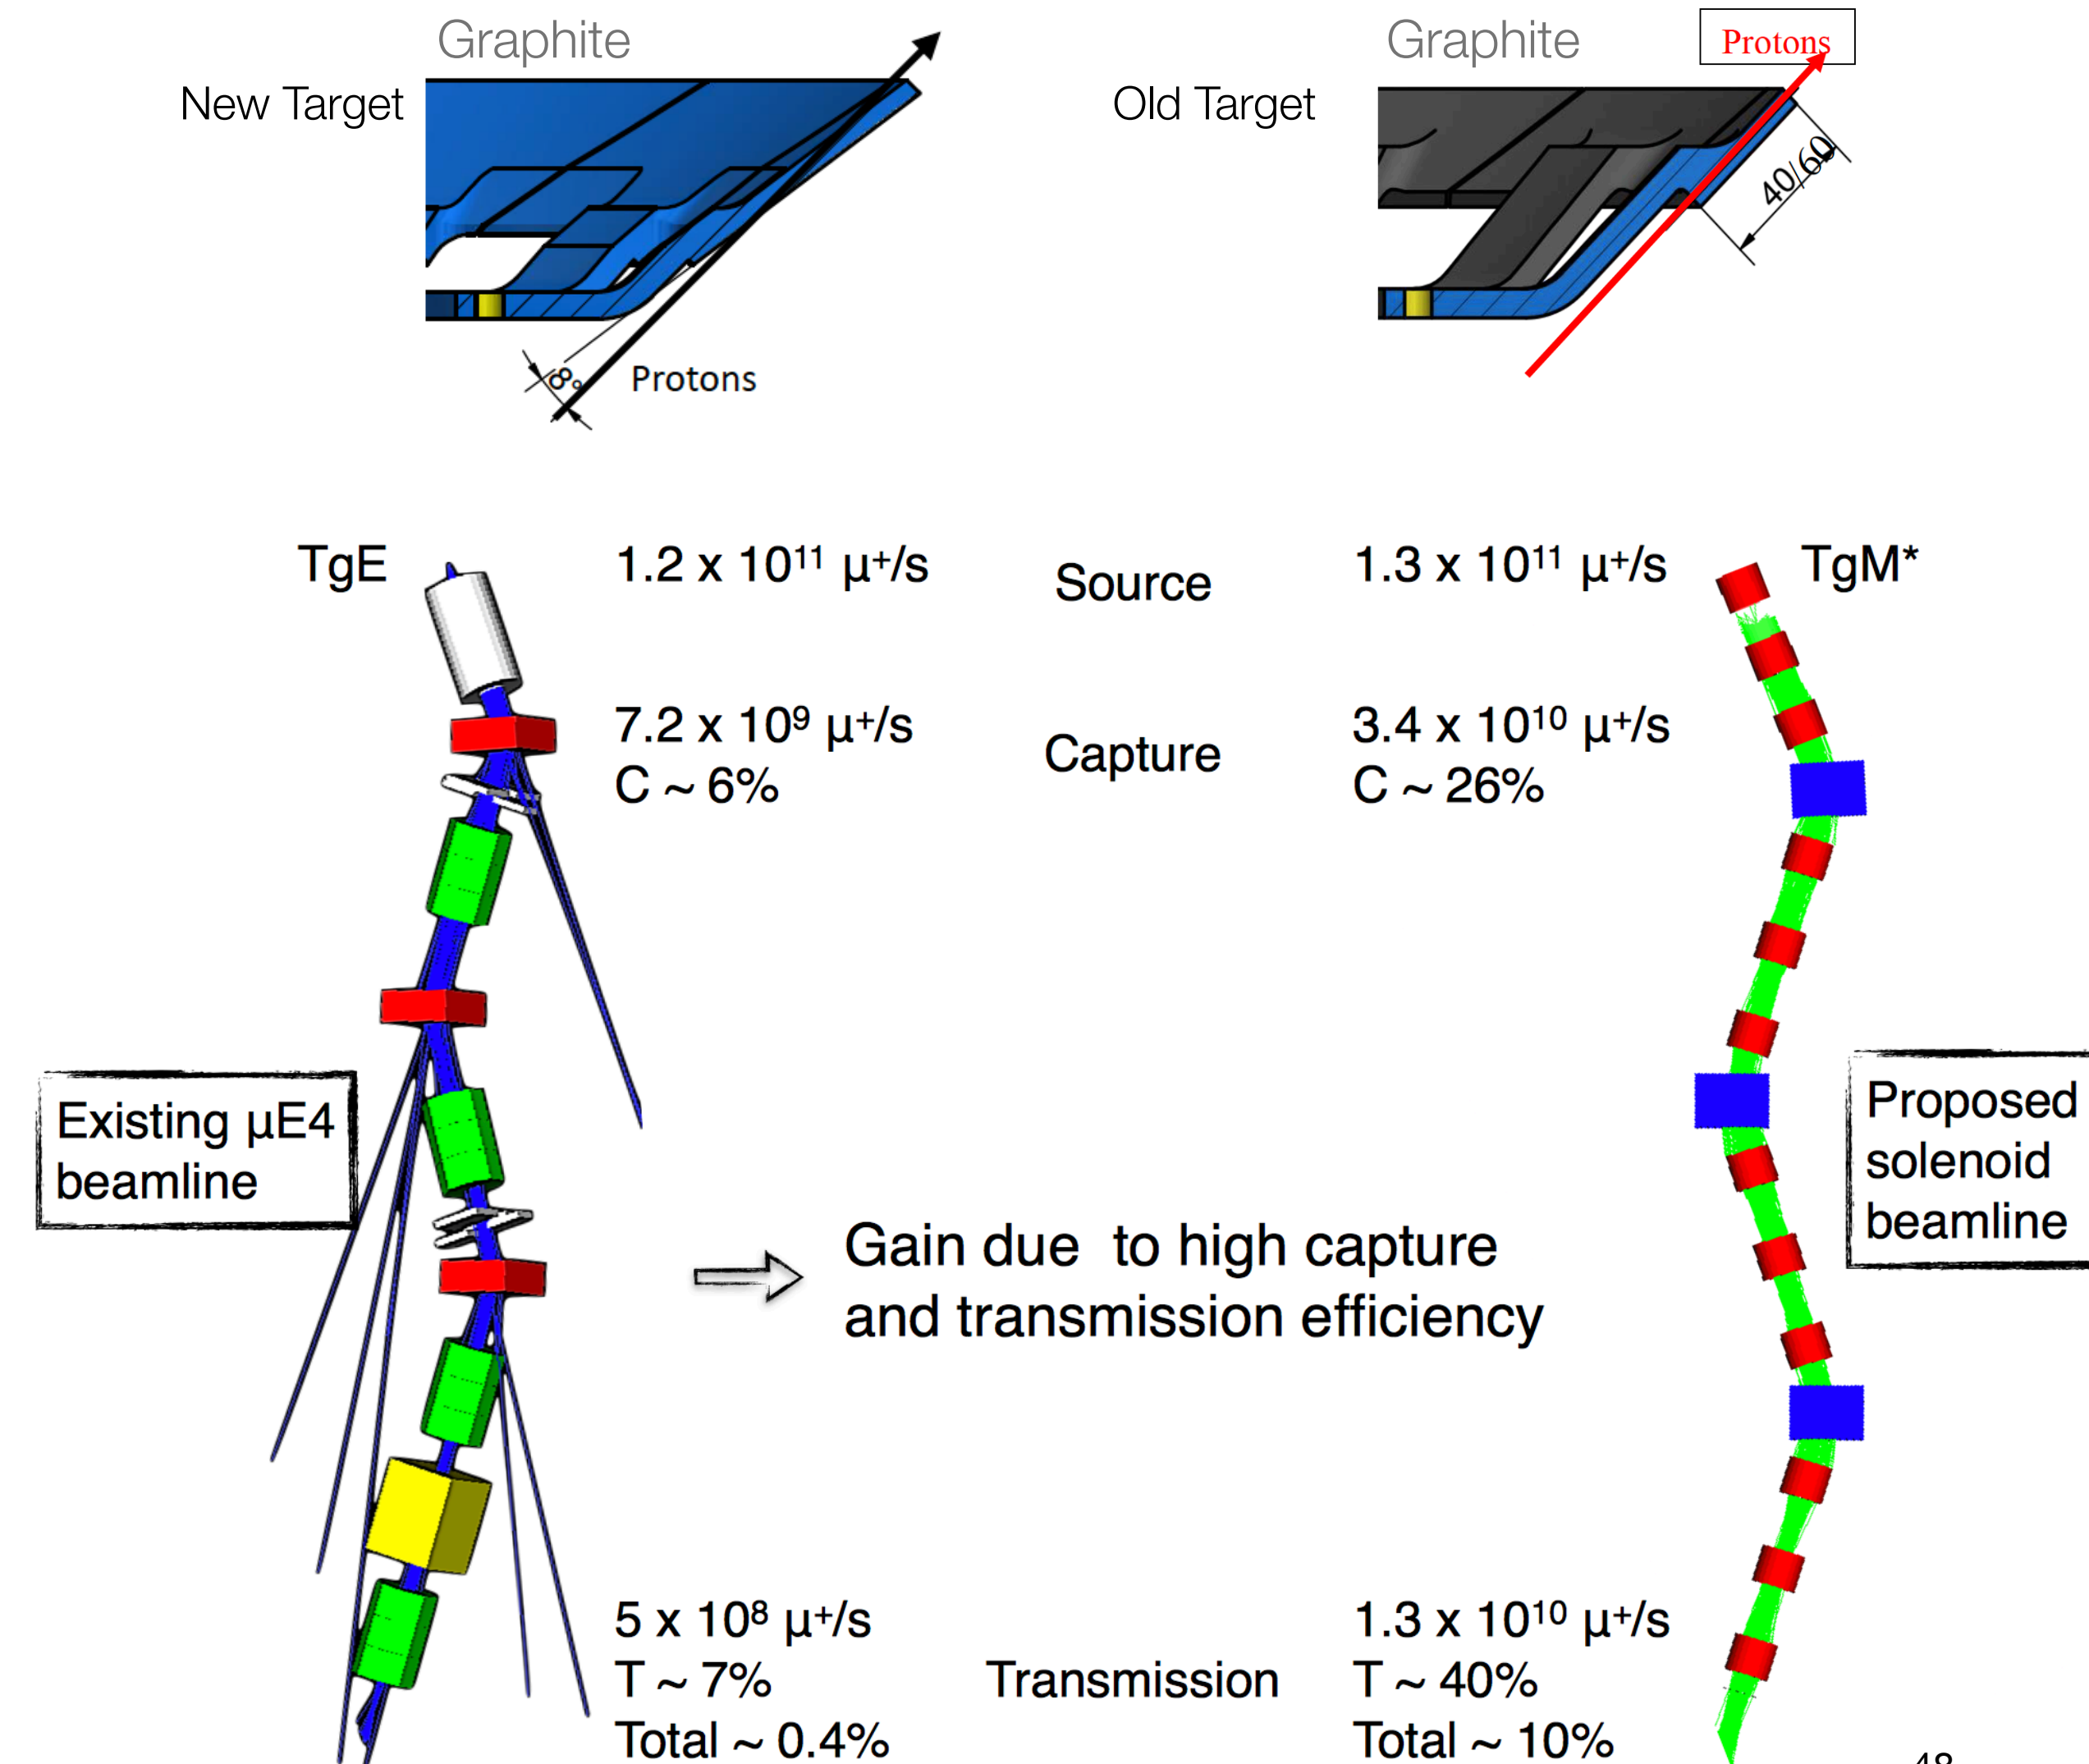 Graphite
New Target
8°
Protons
Graphite
Protons
Old Target
40/60
TgE
1.2 x 10¹¹ μ⁺/s
Source
1.3 x 10¹¹ μ⁺/s
TgM*
7.2 x 10⁹ μ⁺/s
C ~ 6%
Capture
3.4 x 10¹⁰ μ⁺/s
C ~ 26%
Existing μE4
beamline
Proposed
solenoid
beamline
Gain due to high capture
and transmission efficiency
5 x 10⁸ μ⁺/s
T ~ 7%
Total ~ 0.4%
Transmission
1.3 x 10¹⁰ μ⁺/s
T ~ 40%
Total ~ 10%